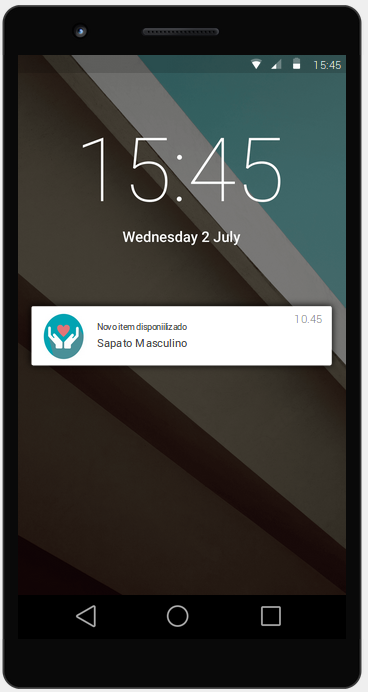 15:45
15:45
Wednesday 2 July
10.45
Novo item disponiilizado
Sapato Masculino